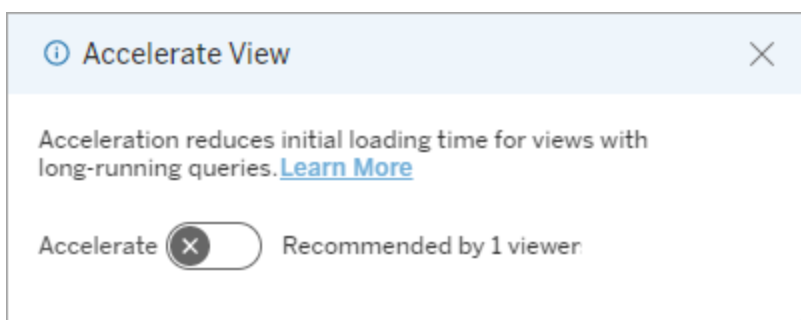 Accelerate View
Acceleration reduces initial loading time for views with
long-running queries. Learn More
Accelerate Recommended by 1 viewer